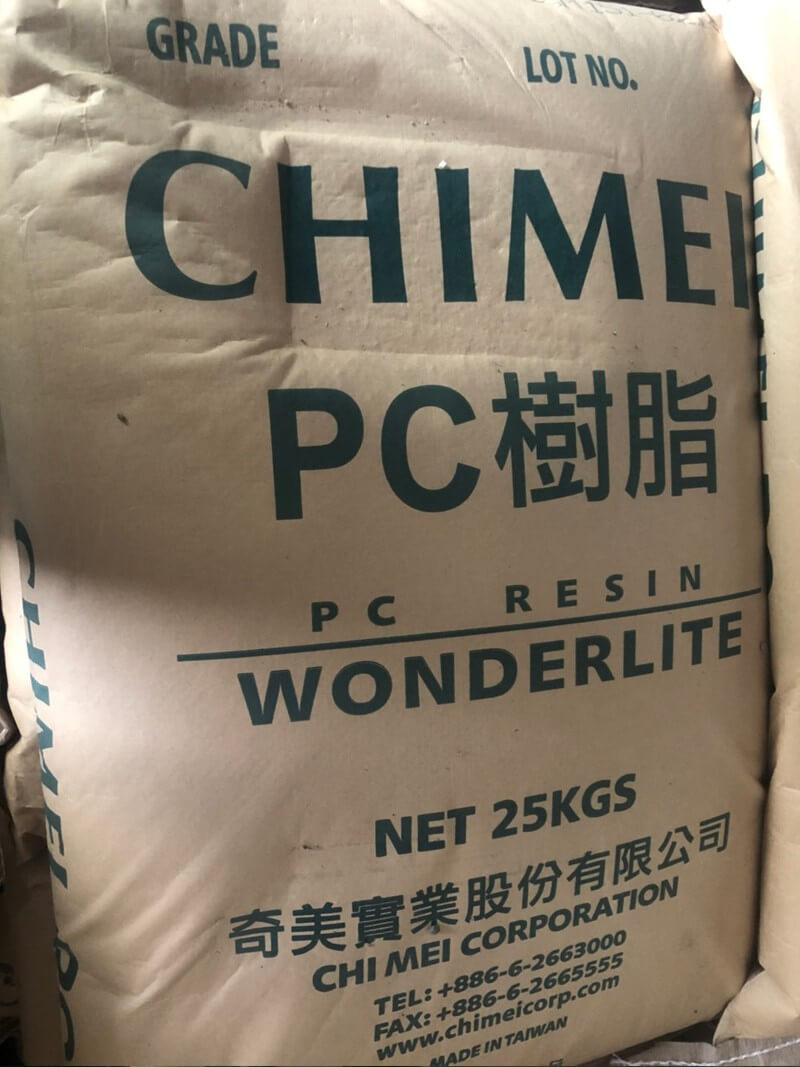 GRADE LOT NO.
CHIMEI
PC樹脂
PC RESIN
WONDERLITE
NET 25KGS
奇美實業股份有限公司
CHI MEI CORPORATION
TEL: +886-6-2663000
FAX: +886-6-2665555
www.chimeicorp.com
MADE IN TAIWAN
CHIMEI PC